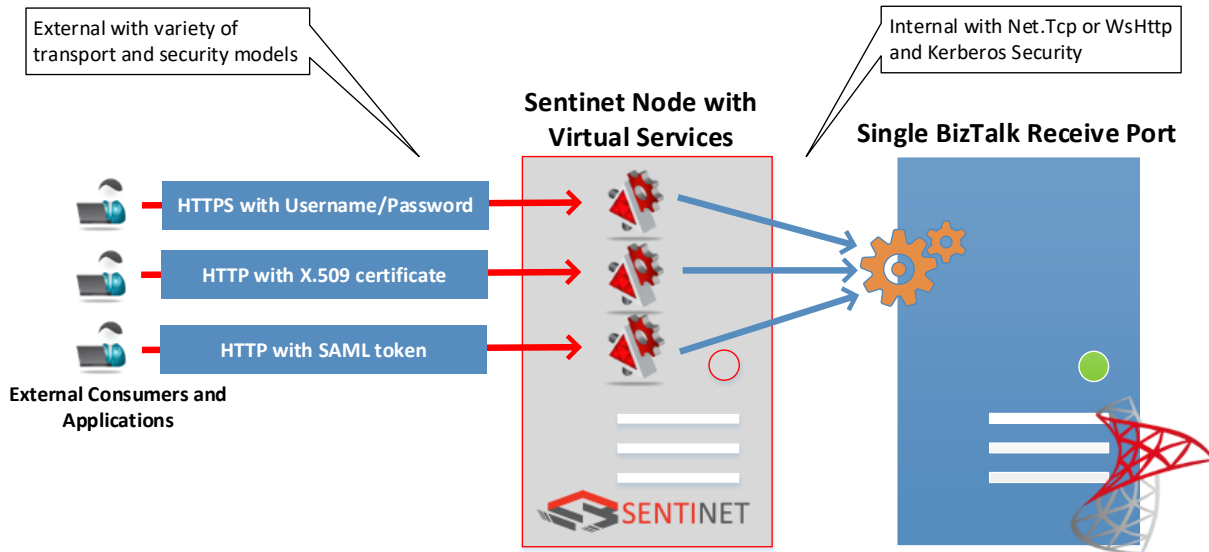 External with variety of
transport and security models
Internal with Net.Tcp or WsHttp
and Kerberos Security
Sentinet Node with
Virtual Services
Single BizTalk Receive Port
HTTPS with Username/Password
HTTP with X.509 certificate
HTTP with SAML token
External Consumers and
Applications
SENTINET